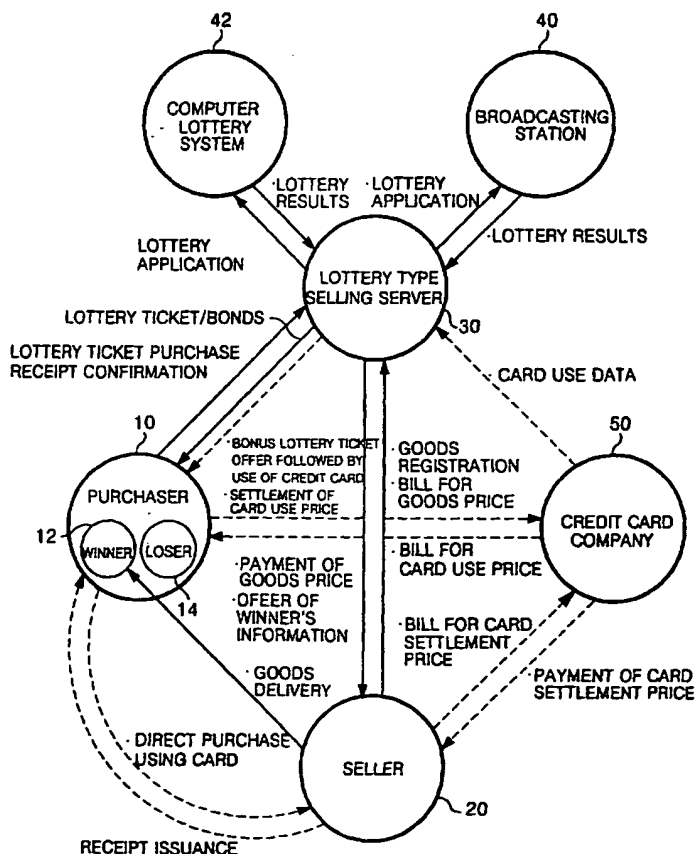 42
40
COMPUTER
LOTTERY
SYSTEM
BROADCASTING
STATION
·LOTTERY
RESULTS
·LOTTERY
APPLICATION
LOTTERY
APPLICATION
·LOTTERY RESULTS
LOTTERY TYPE
SELLING SERVER
30
LOTTERY TICKET/BONDS
LOTTERY TICKET PURCHASE
RECEIPT CONFIRMATION
·CARD USE DATA
10
50
PURCHASER
12
WINNER
LOSER
14
·BONUS LOTTERY TICKET
OFFER FOLLOWED BY
USE OF CREDIT CARD
·SETTLEMENT OF
CARD USE PRICE
·GOODS
REGISTRATION
·BILL FOR
GOODS PRICE
CREDIT CARD
COMPANY
·BILL FOR
CARD USE PRICE
·PAYMENT OF
GOODS PRICE
·OFEER OF
WINNER'S
INFORMATION
·BILL FOR CARD
SETTLEMENT
PRICE
·PAYMENT OF CARD
SETTLEMENT PRICE
·GOODS
DELIVERY
·DIRECT PURCHASE
USING CARD
SELLER
20
RECEIPT ISSUANCE